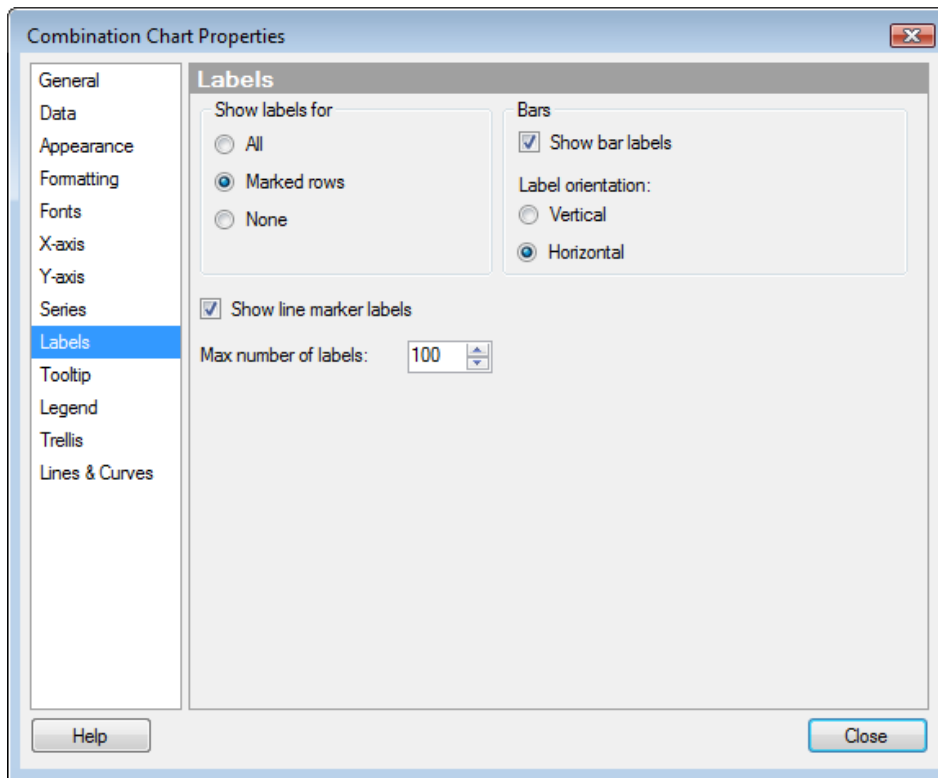 Combination Chart Properties
General
Data
Appearance
Formatting
Fonts
X-axis
Y-axis
Series
Labels
Tooltip
Legend
Trellis
Lines & Curves
Labels
Show labels for
All
Marked rows
None
Bars
Show bar labels
Label orientation:
Vertical
Horizontal
Show line marker labels
Max number of labels: 100
Help
Close